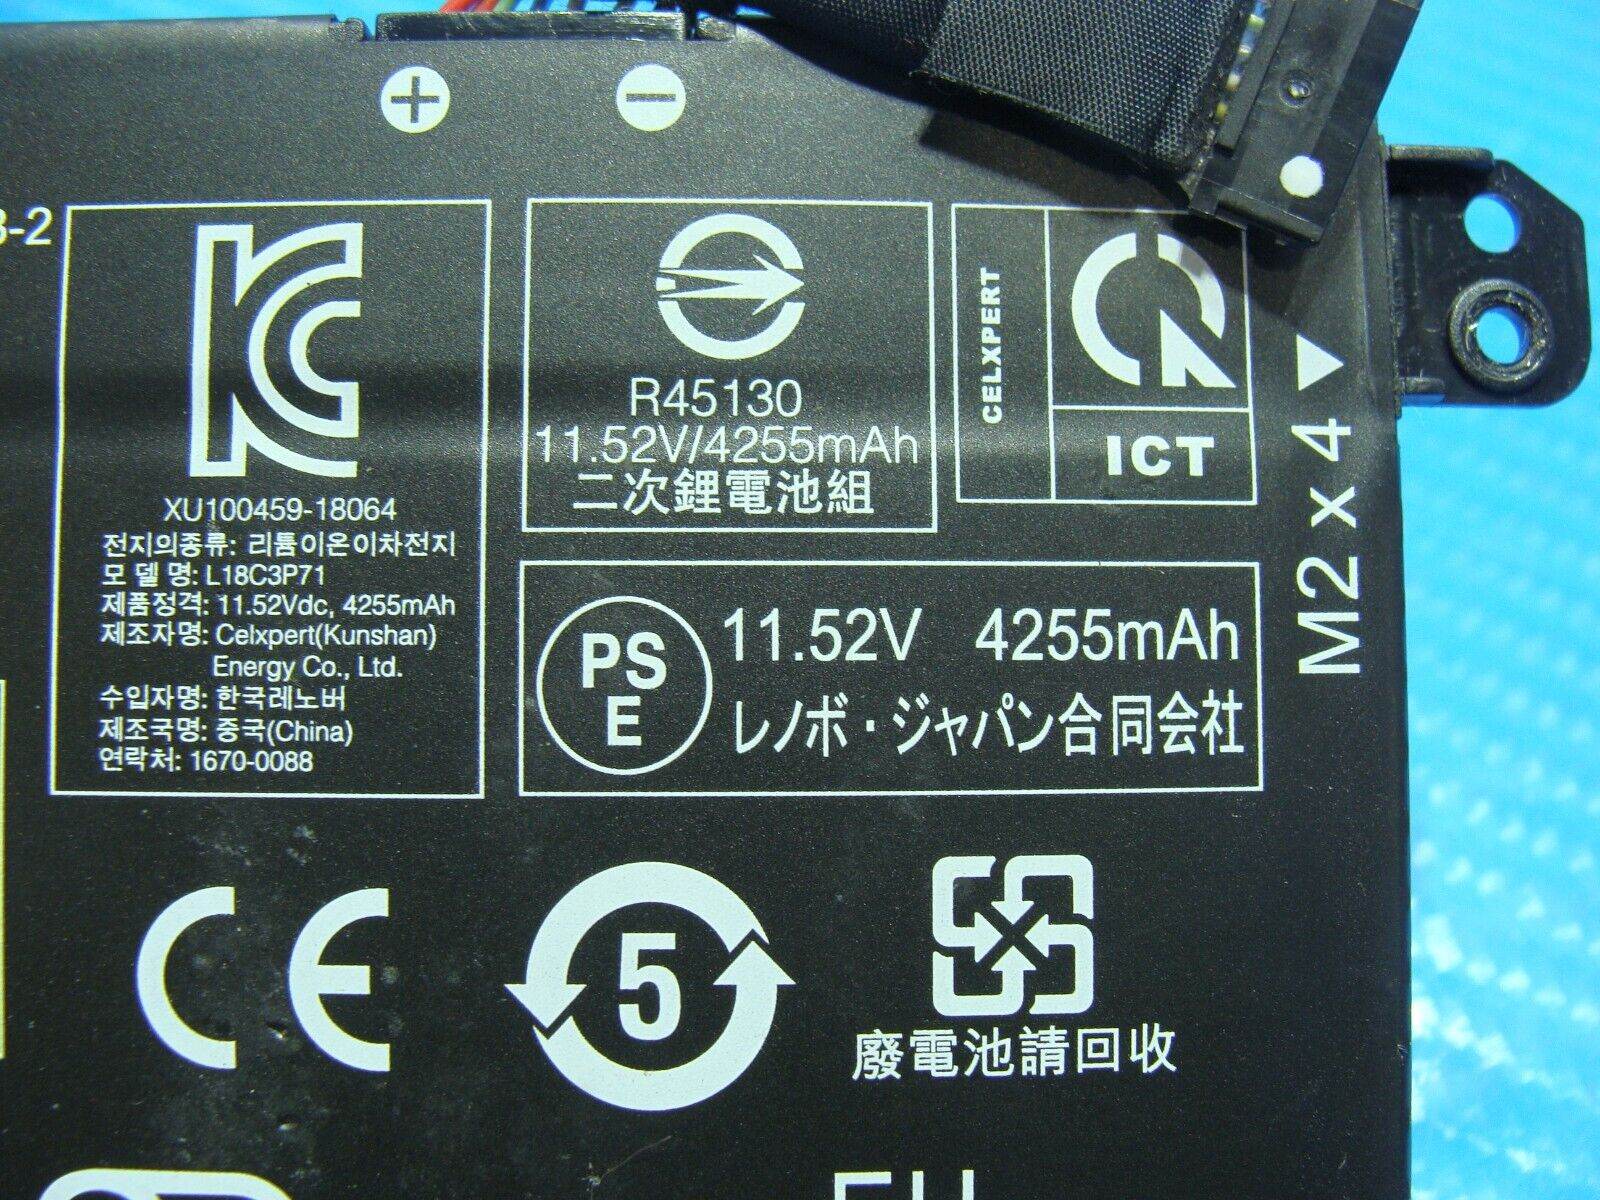 XU100459-18064
전지의종류: 리튬이온이차전지
모 델 명: L18C3P71
제품정격: 11.52Vdc, 4255mAh
제조자명: Celxpert(Kunshan)
Energy Co., Ltd.
수입자명: 한국레노버
제조국명: 중국(China)
연락처: 1670-0088
R45130
11.52V/4255mAh
二次鋰電池組
CELXPERT
ICT
M2 x 4
PS
E
11.52V 4255mAh
レノボ・ジャパン合同会社
CE
5
廢電池請回收